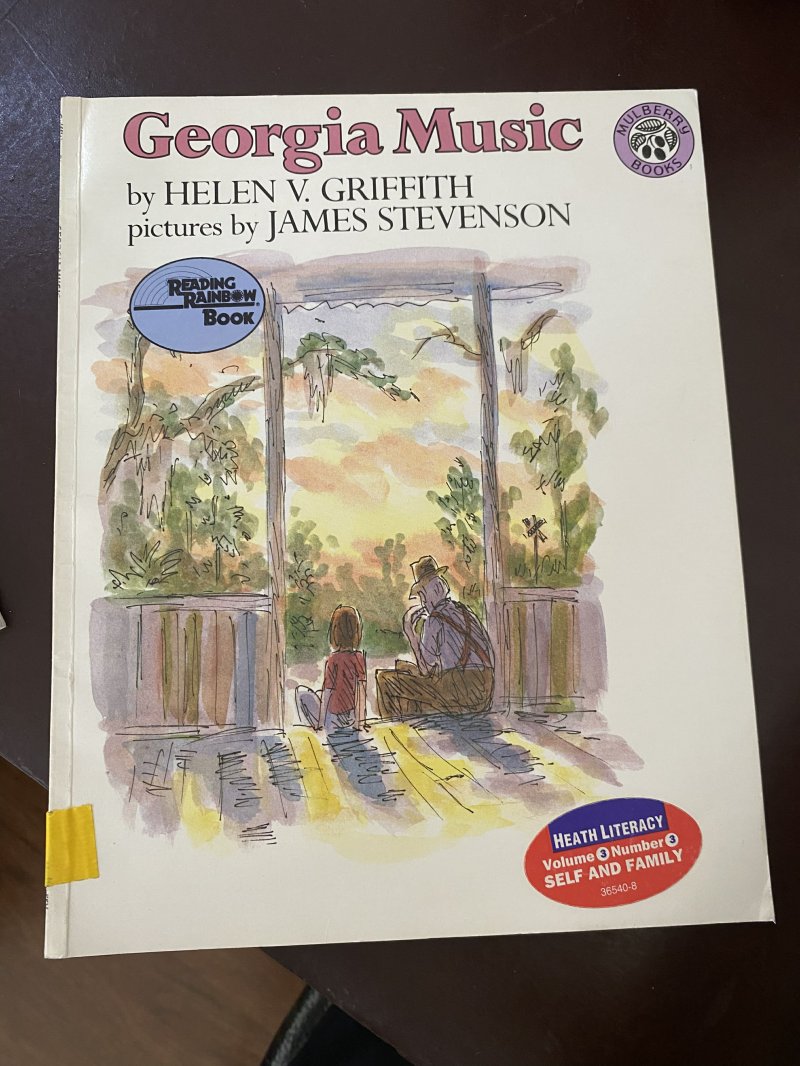 Georgia Music
by HELEN V. GRIFFITH
pictures by JAMES STEVENSON
MULBERRY
BOOKS
READING
RAINBOW®
BOOK
HEATH LITERACY
Volume 3 Number 3
SELF AND FAMILY
36540-8